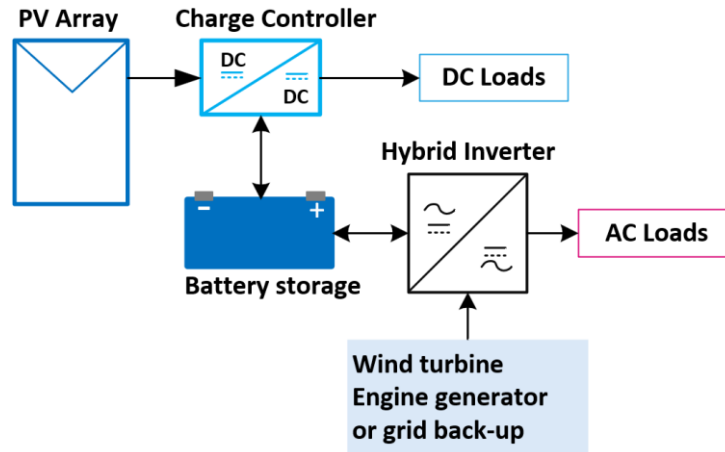 PV Array
Charge Controller
DC
DC
DC Loads
Hybrid Inverter
- +
Battery storage
AC Loads
Wind turbine
Engine generator
or grid back-up